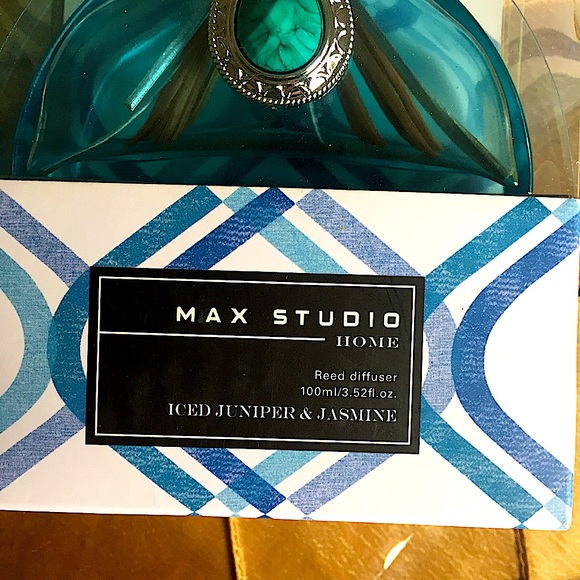 MAX STUDIO
HOME
Reed diffuser
100ml/3.52fl.oz.
ICED JUNIPER & JASMINE